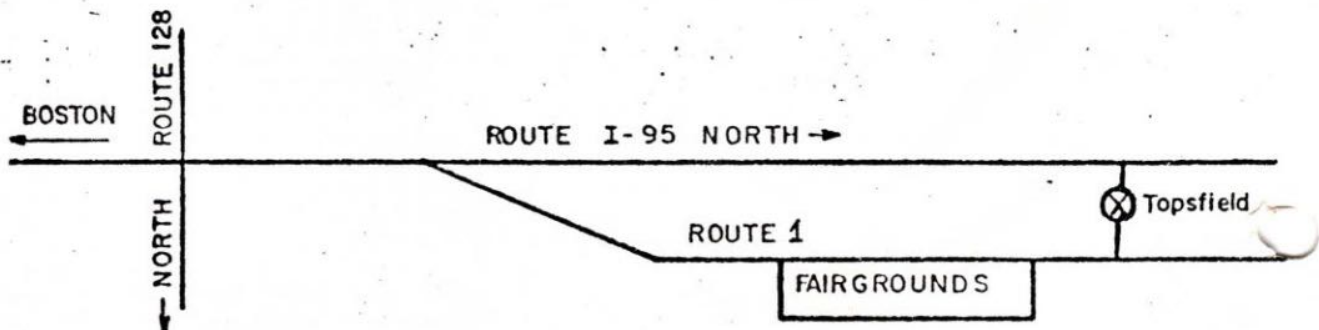 BOSTON
ROUTE 128
ROUTE I-95 NORTH
NORTH
Topsfield
ROUTE 1
FAIRGROUNDS